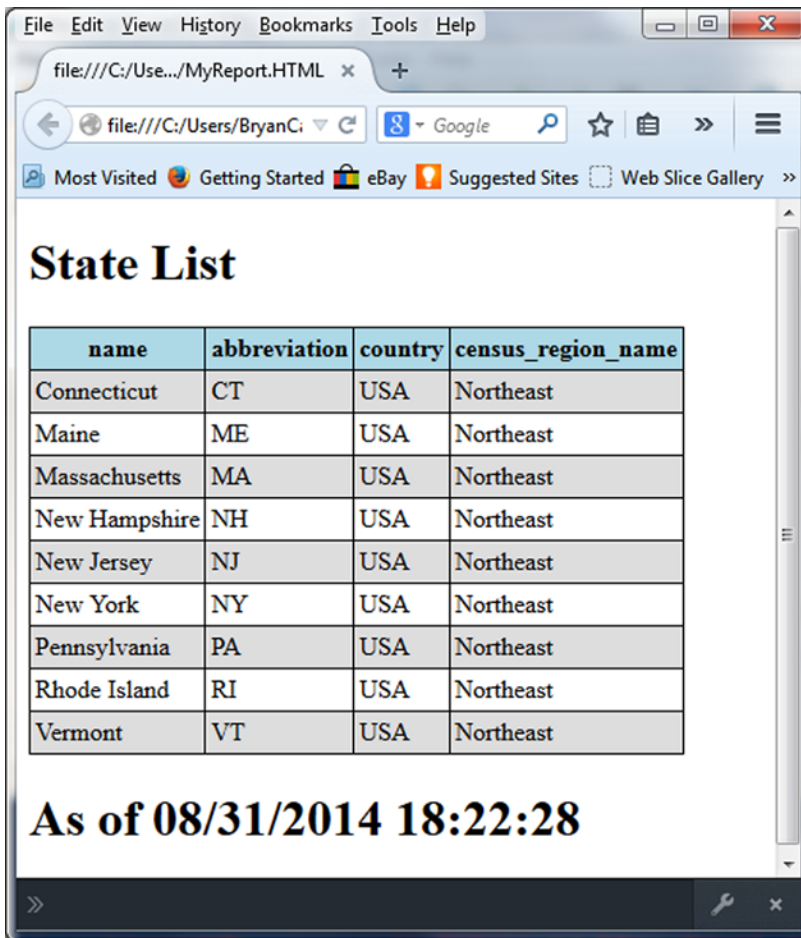 File Edit View History Bookmarks Tools Help
file:///C:/Use.../MyReport.HTML
file:///C:/Users/BryanCa 8 Google
Most Visited Getting Started eBay Suggested Sites Web Slice Gallery
State List
name abbreviation country census_region_name
Connecticut CT USA Northeast
Maine ME USA Northeast
Massachusetts MA USA Northeast
New Hampshire NH USA Northeast
New Jersey NJ USA Northeast
New York NY USA Northeast
Pennsylvania PA USA Northeast
Rhode Island RI USA Northeast
Vermont VT USA Northeast
As of 08/31/2014 18:22:28